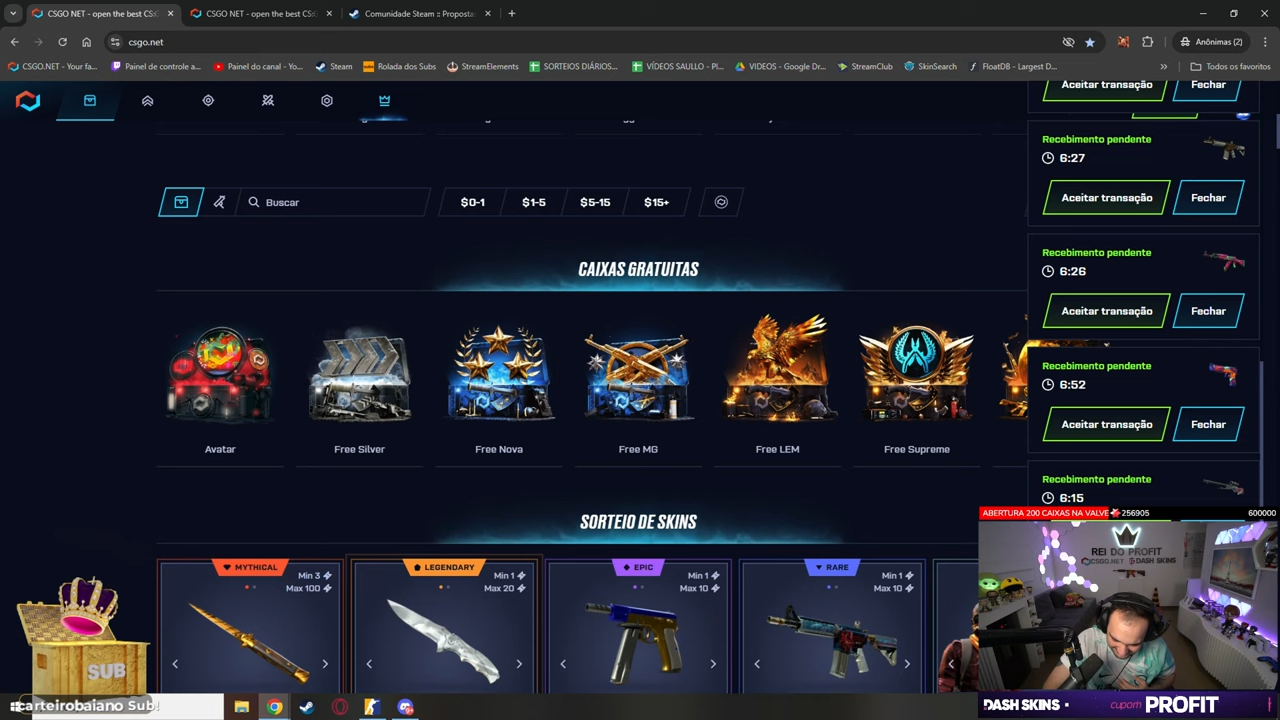 CSGO NET - open the best CS:
CSGO NET - open the best CS:
Comunidade Steam :: Proposta
csgo.net
Anônimas (2)
CSGO.NET - Your fa...
Painel de controle a...
Painel do canal - Yo...
Steam
Rolada dos Subs
StreamElements
SORTEIOS DIÁRIOS...
VÍDEOS SAULLO - PI...
VIDEOS - Google Dr...
StreamClub
SkinSearch
FloatDB - Largest D...
Todos os favoritos
Aceitar transação
Fechar
Recebimento pendente
6:27
Aceitar transação
Fechar
Buscar
$0-1
$1-5
$5-15
$15+
Recebimento pendente
6:26
Aceitar transação
Fechar
CAIXAS GRATUITAS
Recebimento pendente
6:52
Aceitar transação
Fechar
Avatar
Free Silver
Free Nova
Free MG
Free LEM
Free Supreme
Recebimento pendente
6:15
SORTEIO DE SKINS
ABERTURA 200 CAIXAS NA VALVE
256905
600000
MYTHICAL
Min 3
Max 100
LEGENDARY
Min 1
Max 20
EPIC
Min 1
Max 10
RARE
Min 1
Max 10
REI DO PROFIT
CSGO.NET
DASH SKINS
SUB
carteirobaiano Sub!
DASH SKINS
cupom PROFIT